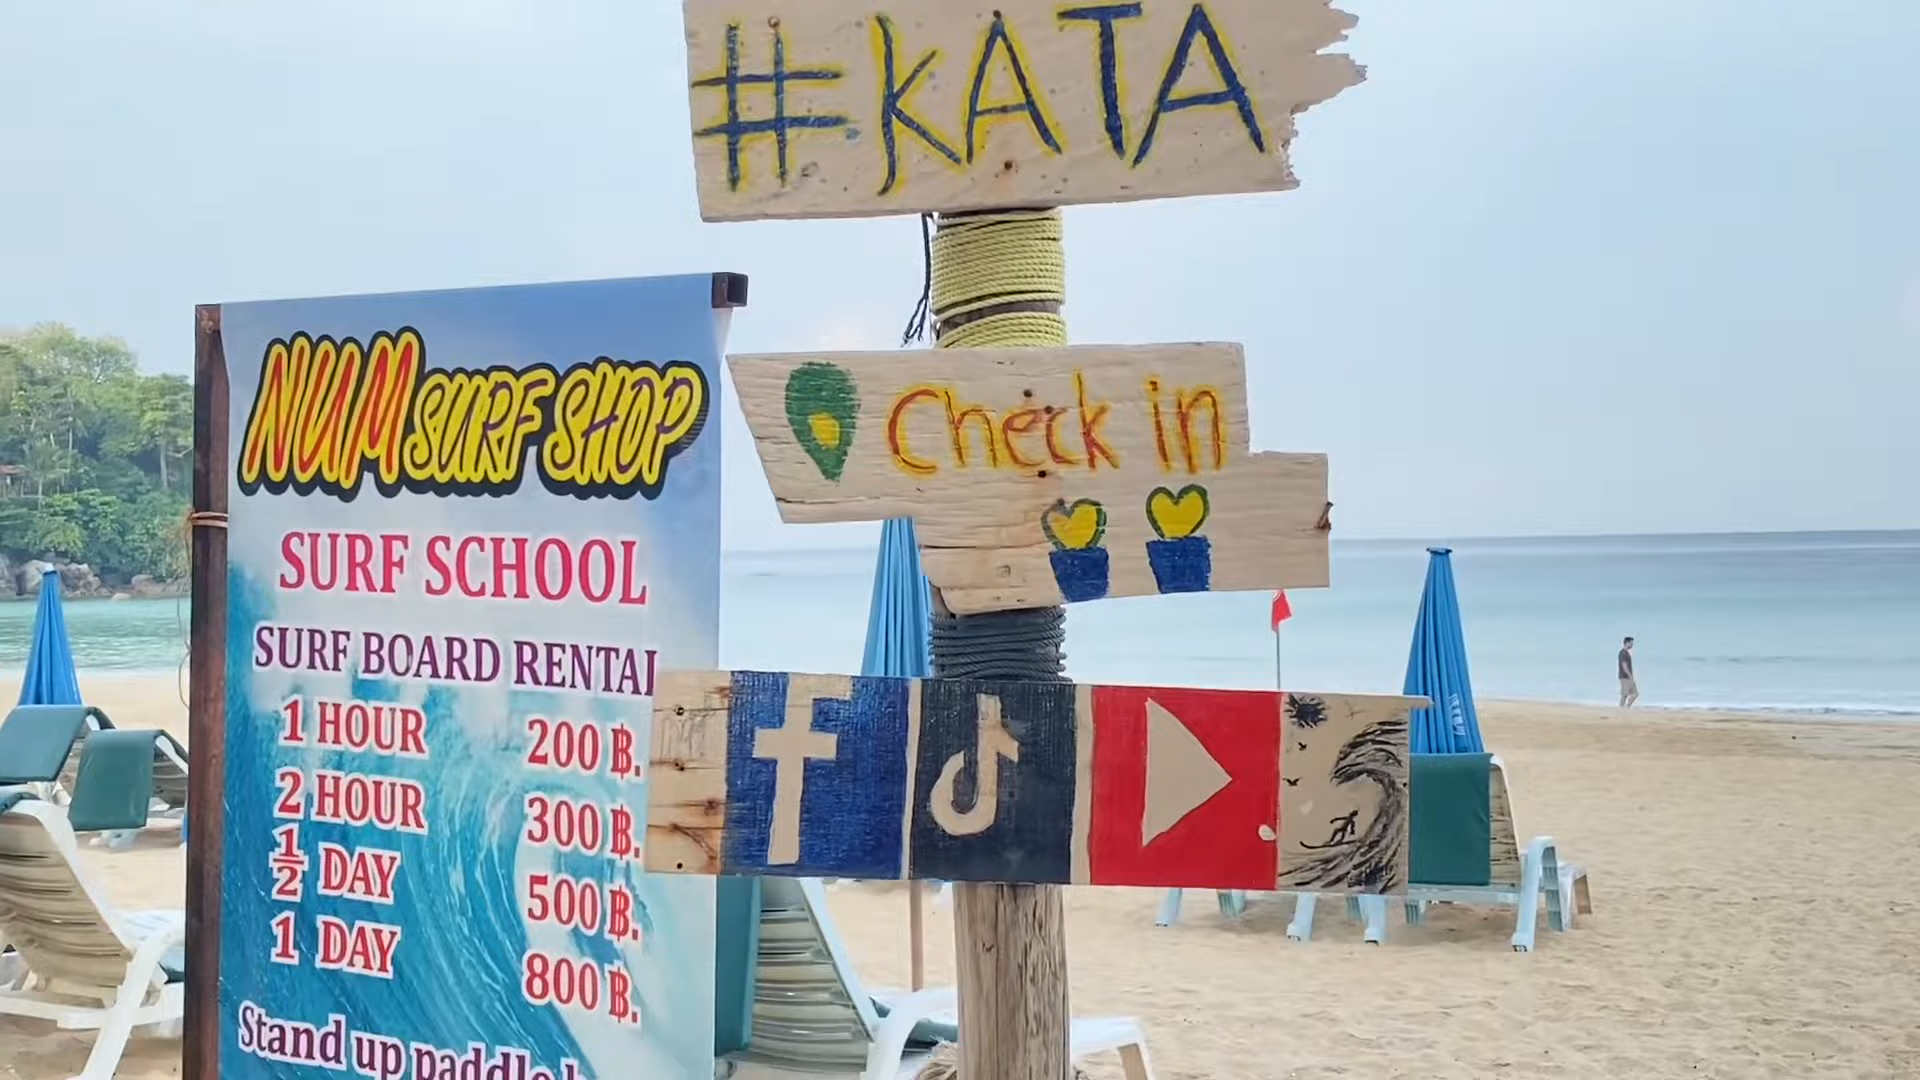 #KATA
Check in
NUM SURF SHOP
SURF SCHOOL
SURF BOARD RENTAL
1 HOUR 200 ฿.
2 HOUR 300 ฿.
1/2 DAY 500 ฿.
1 DAY 800 ฿.
Stand up paddle